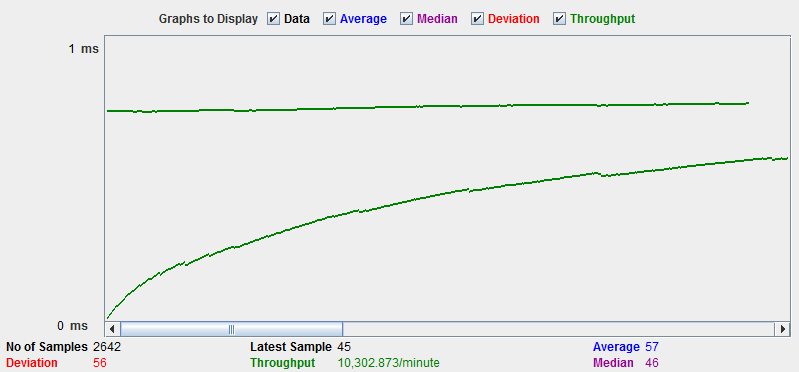 Graphs to Display Data Average Median Deviation Throughput
1 ms
0 ms
No of Samples 2642 Latest Sample 45 Average 57
Deviation 56 Throughput 10,302.873/minute Median 46